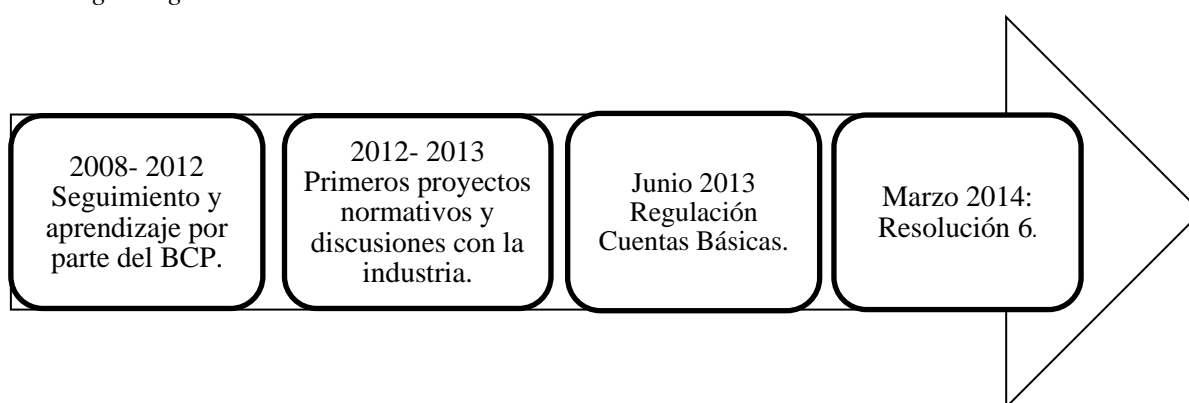 2008- 2012
Seguimiento y
aprendizaje por
parte del BCP.
2012- 2013
Primeros proyectos
normativos y
discusiones con la
industria.
Junio 2013
Regulación
Cuentas Básicas.
Marzo 2014:
Resolución 6.